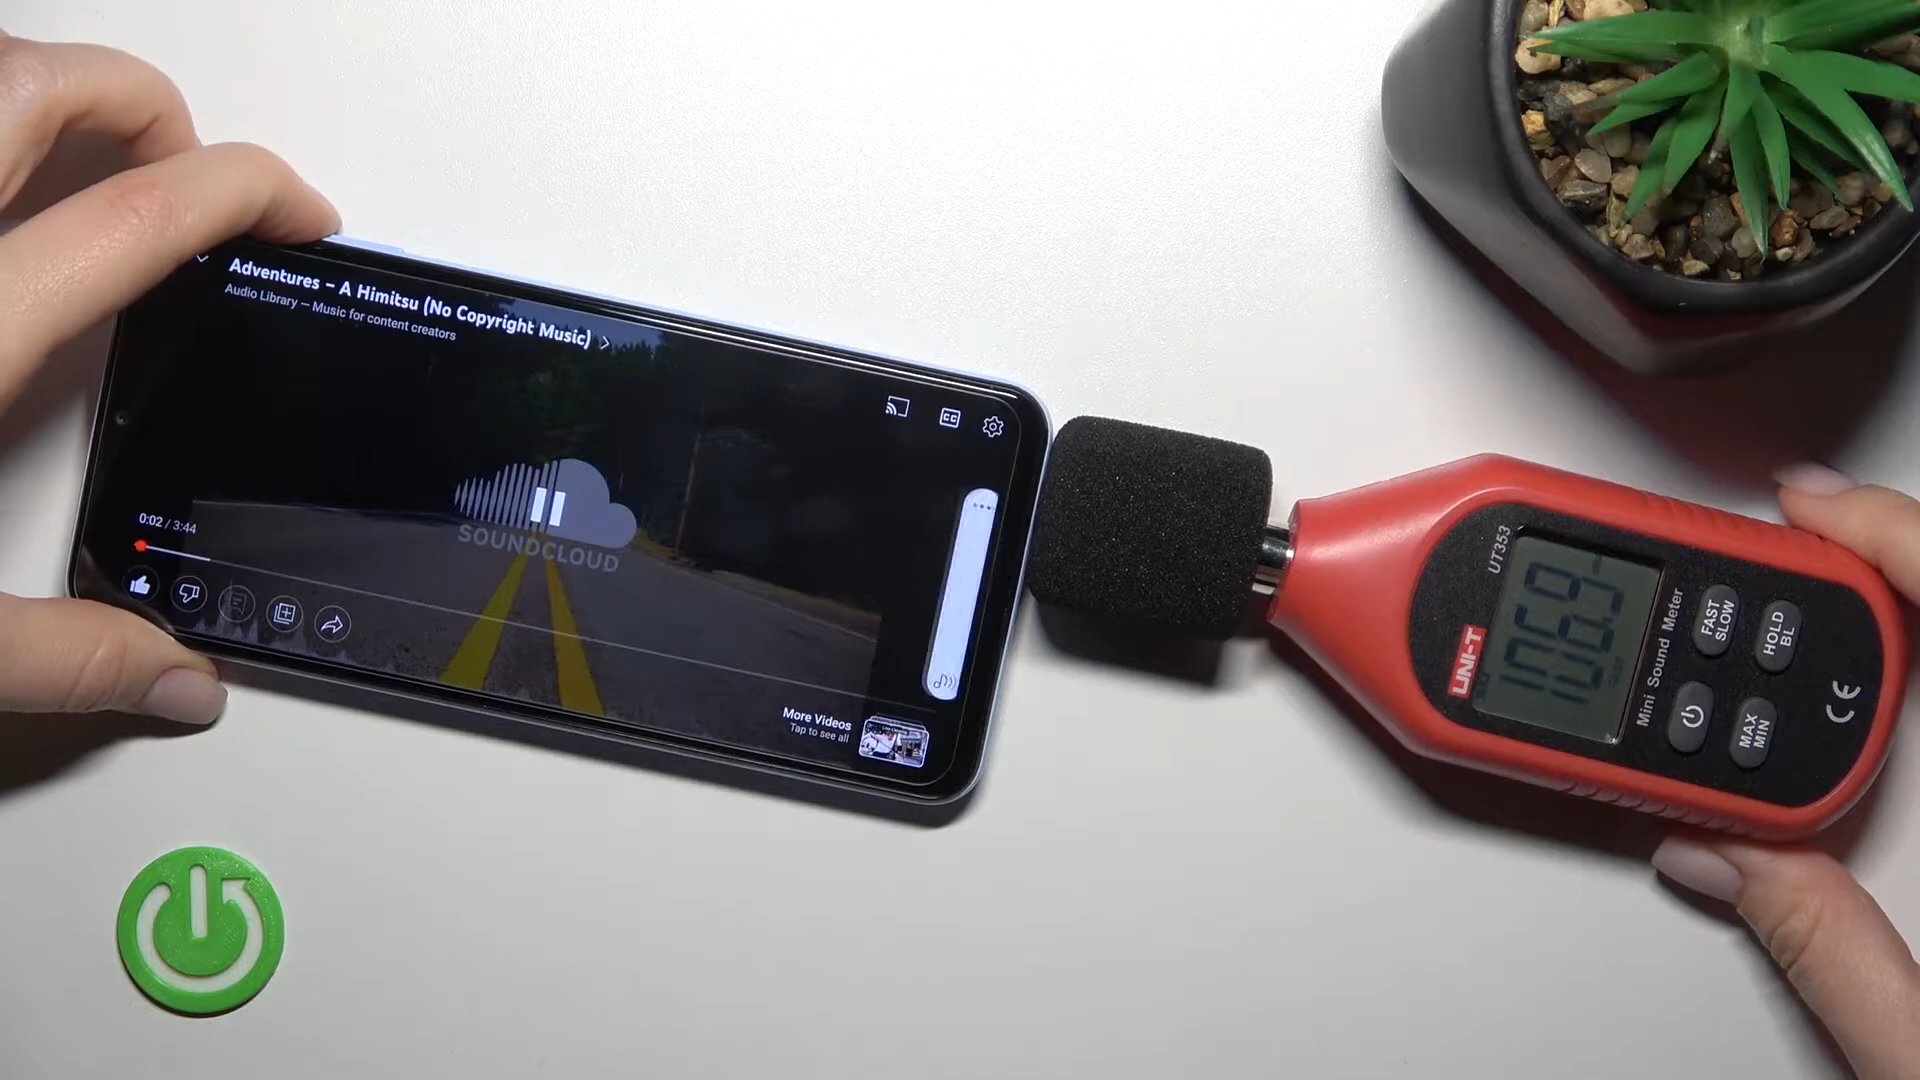 Adventures – A Himitsu (No Copyright Music)
Audio Library — Music for content creators
CC
SOUNDCLOUD
0:02 / 3:44
More Videos
Tap to see all
UT353
UNI-T
Mini Sound Meter
FAST
SLOW
HOLD
BL
MAX
MIN
CE